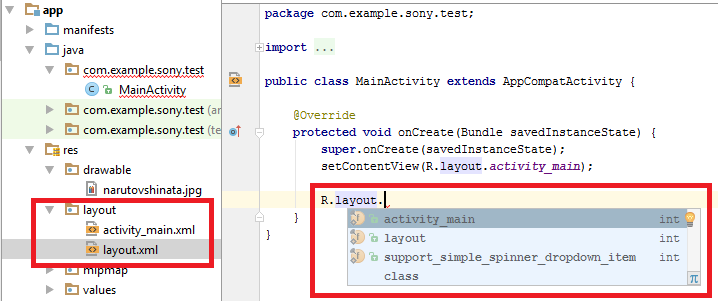 app
manifests
java
com.example.sony.test
MainActivity
com.example.sony.test (ar
com.example.sony.test (te
res
drawable
narutovshinata.jpg
layout
activity_main.xml
layout.xml
mipmap
values
package com.example.sony.test;
import ...
public class MainActivity extends AppCompatActivity {
@Override
protected void onCreate(Bundle savedInstanceState) {
super.onCreate(savedInstanceState);
setContentView(R.layout.activity_main);
R.layout.
activity_main int
layout int
support_simple_spinner_dropdown_item int
class π
}
}